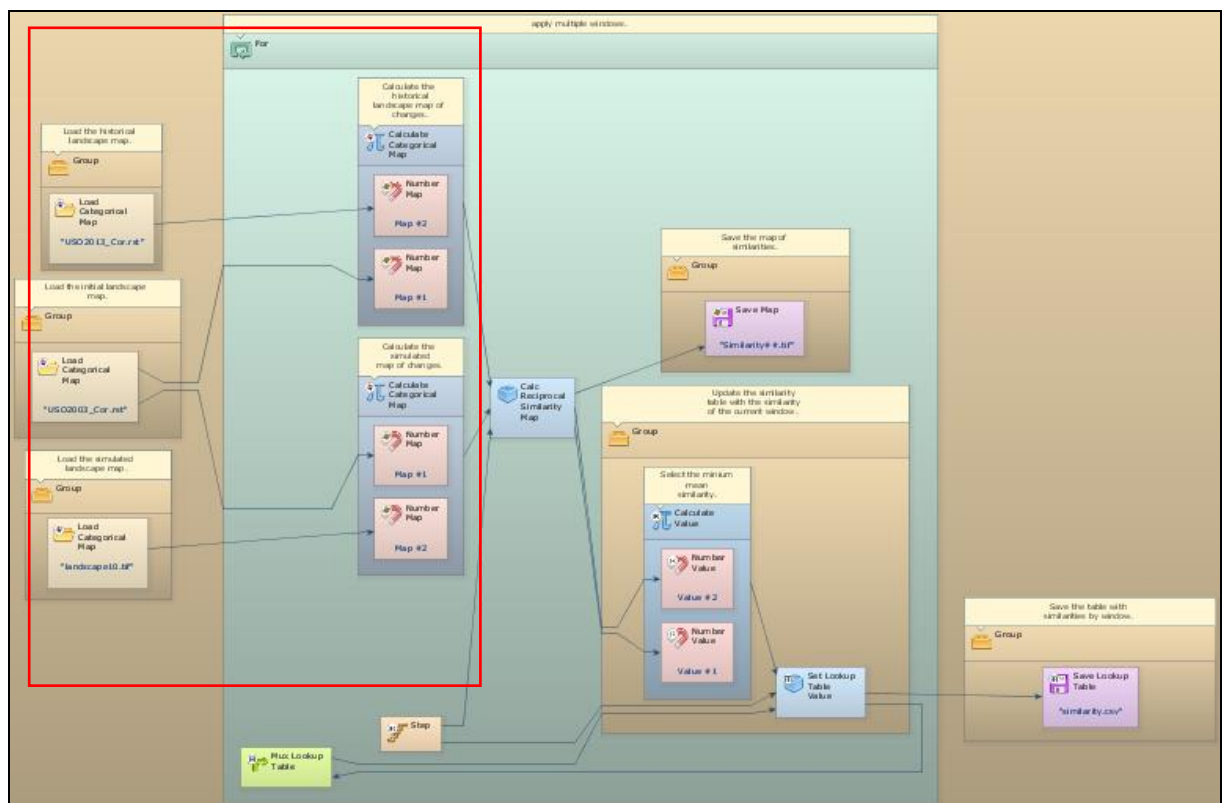 apply multiple windows.
For
Calculate the
historical
landscape map of
changes.
Calculate
Categorical
Map
Number
Map
Map #2
Number
Map
Map #1
Load the historical
landscape map.
Group
Load
Categorical
Map
"USO2013_Cor.rst"
Load the initial landscape
map.
Group
Load
Categorical
Map
"USO2003_Cor.rst"
Load the simulated
landscape map.
Group
Load
Categorical
Map
"landscape10.tif"
Calculate the
simulated
map of changes.
Calculate
Categorical
Map
Number
Map
Map #1
Number
Map
Map #2
Calc
Reciprocal
Similarity
Map
Save the map of
similarities.
Group
Save Map
"Similarity##.tif"
Update the similarity
table with the similarity
of the current window.
Group
Select the minium
mean
similarity.
Calculate
Value
Number
Value
Value #2
Number
Value
Value #1
Set Lookup
Table
Value
Step
Mux Lookup
Table
Save the table with
similarities by window.
Group
Save Lookup
Table
"similarity.csv"